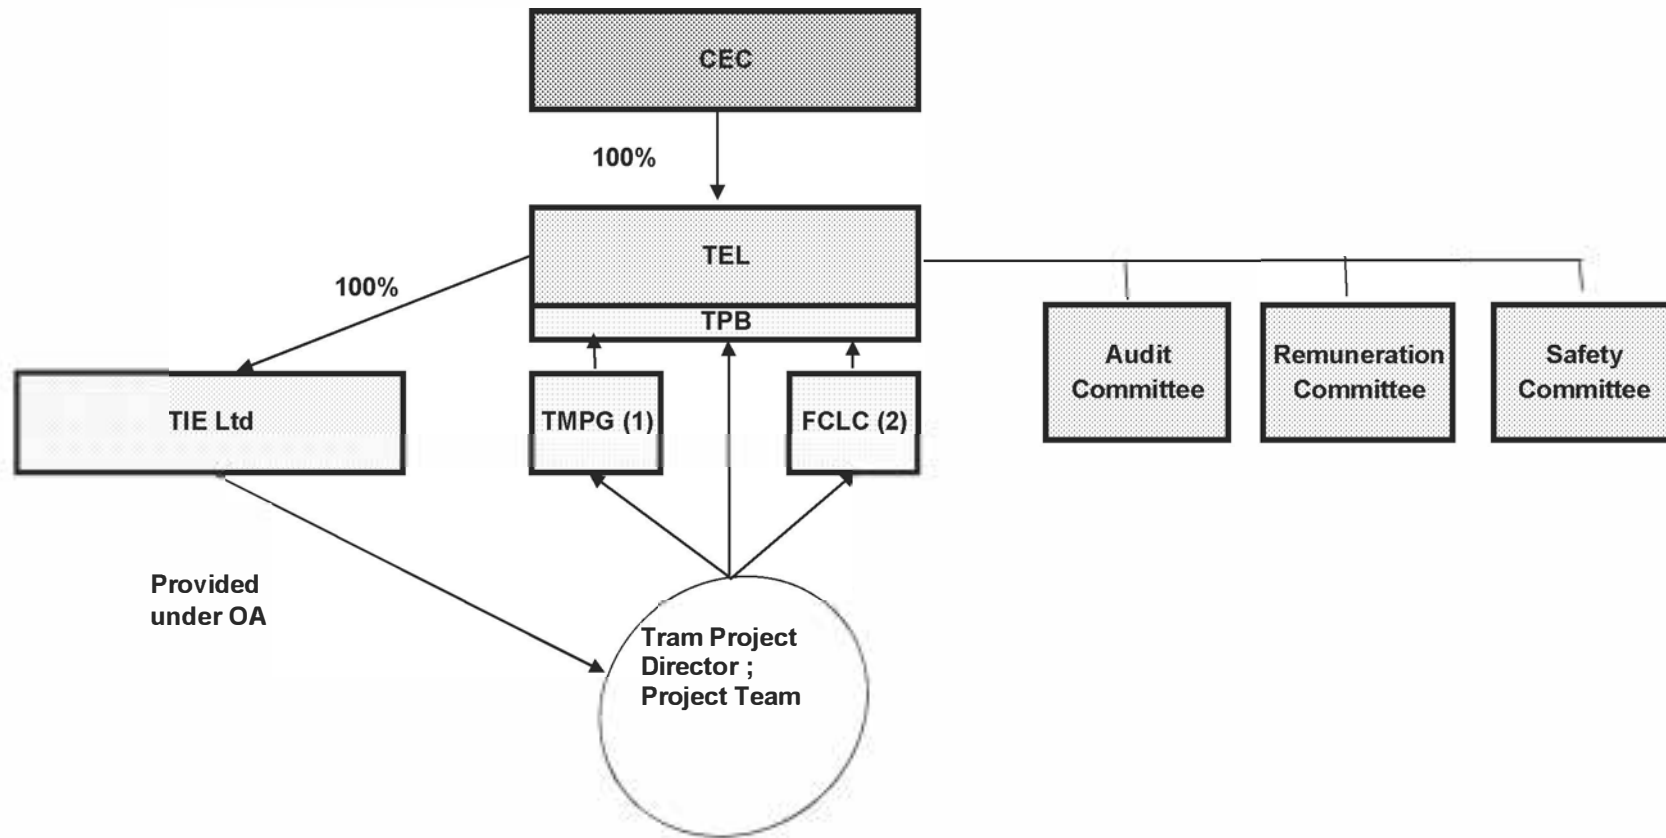 CEC
100%
TEL
100%
TPB
Audit
Committee
Remuneration
Committee
Safety
Committee
TIE Ltd
TMPG (1)
FCLC (2)
Provided
under OA
Tram Project
Director ;
Project Team